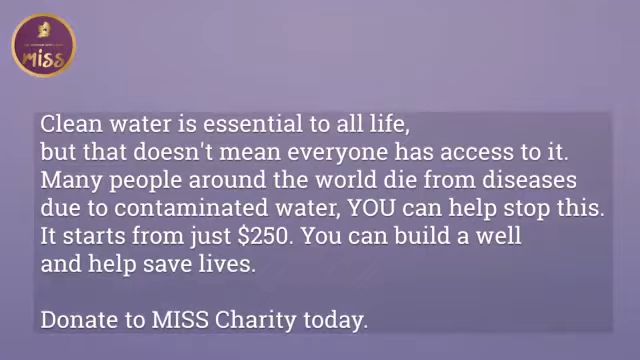 miss
Clean water is essential to all life,
but that doesn't mean everyone has access to it.
Many people around the world die from diseases
due to contaminated water, YOU can help stop this.
It starts from just $250. You can build a well
and help save lives.
Donate to MISS Charity today.